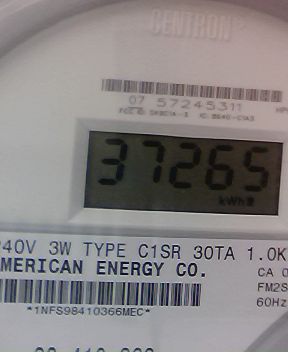 CENTRON
07 57245311
37265
kWh
240V 3W TYPE C1SR 30TA 1.0K
CA 0
MERICAN ENERGY CO.
FM2S
60Hz
*1NFS98410366MEC*